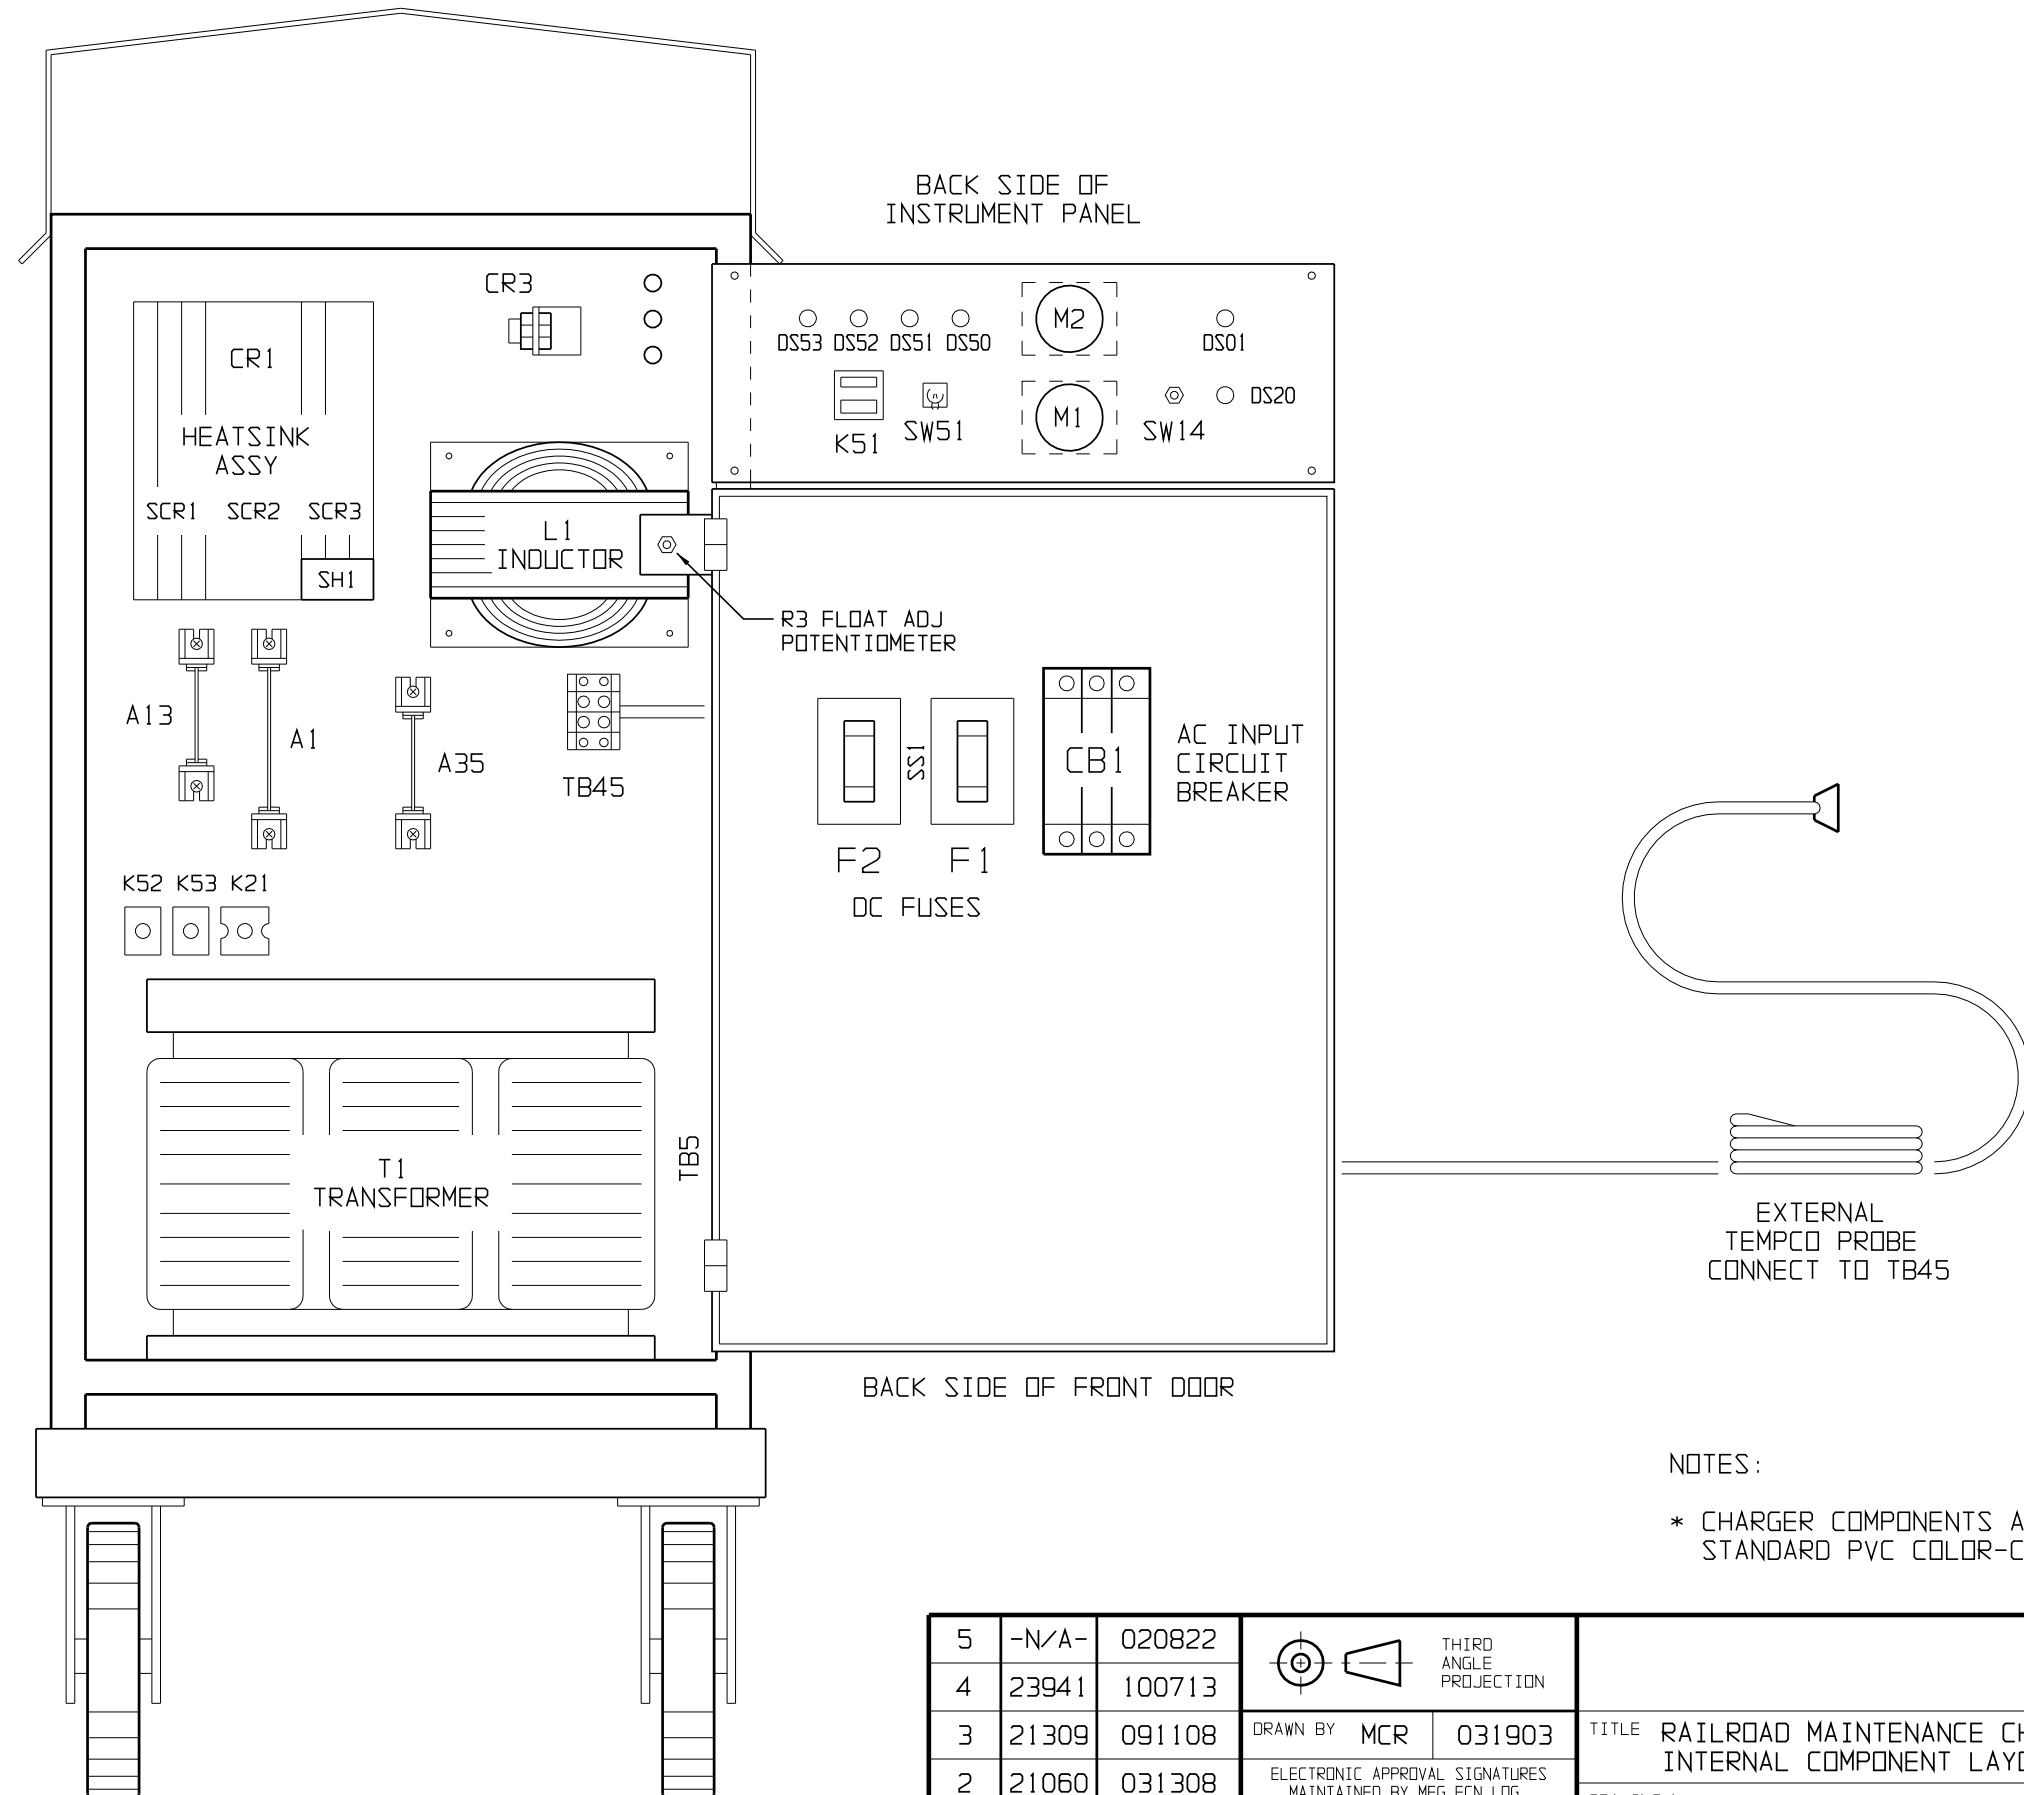 BACK SIDE OF
INSTRUMENT PANEL
CR3
CR1
HEATSINK
ASSY
SCR1 SCR2 SCR3
SH1
DS53 DS52 DS51 DS50
M2
DS01
K51
SW51
M1
SW14
DS20
L1
INDUCTOR
R3 FLOAT ADJ
POTENTIOMETER
A13
A1
A35
TB45
SS1
CB1
AC INPUT
CIRCUIT
BREAKER
F2 F1
DC FUSES
K52 K53 K21
T1
TRANSFORMER
TB5
EXTERNAL
TEMPCO PROBE
CONNECT TO TB45
BACK SIDE OF FRONT DOOR
NOTES:
* CHARGER COMPONENTS
STANDARD PVC
5 -N/A- 020822
4 23941 100713
3 21309 091108
2 21060 031308
THIRD
ANGLE
PROJECTION
DRAWN BY MCR 031903
ELECTRONIC APPROVAL SIGNATURES
MAINTAINED BY MFG ECN LOG
TITLE RAILROAD MAINTENANCE
INTERNAL COMPONENT